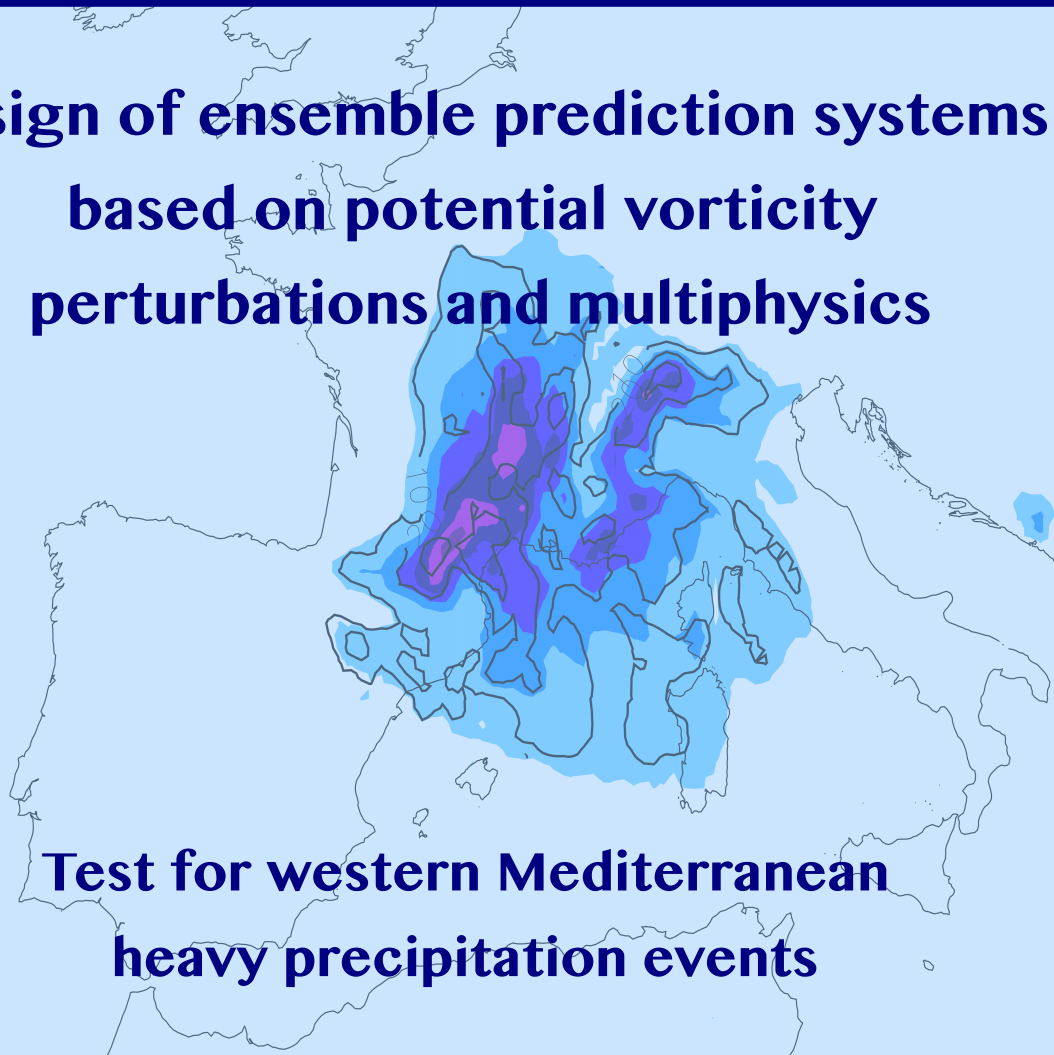 sign of ensemble prediction systems
based on potential vorticity
perturbations and multiphysics
Test for western Mediterranean
heavy precipitation events